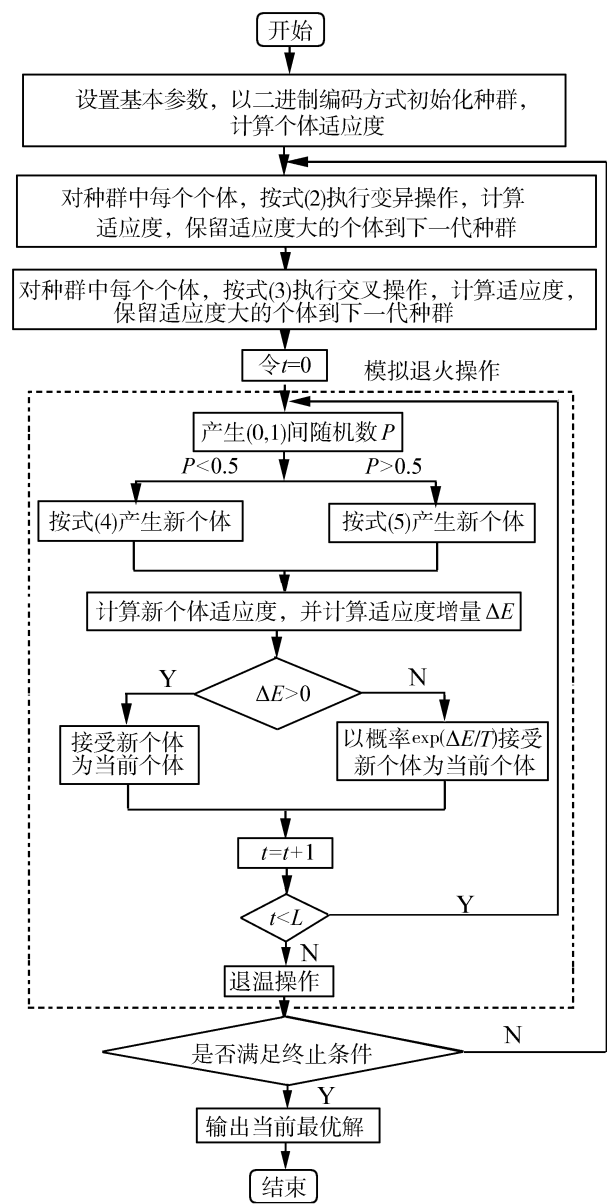 开始
设置基本参数，以二进制编码方式初始化种群，
计算个体适应度
对种群中每个个体，按式(2)执行变异操作，计算
适应度，保留适应度大的个体到下一代种群
对种群中每个个体，按式(3)执行交叉操作，计算适应度，
保留适应度大的个体到下一代种群
令t=0
模拟退火操作
产生(0,1)间随机数P
P<0.5
P>0.5
按式(4)产生新个体
按式(5)产生新个体
计算新个体适应度，并计算适应度增量ΔE
Y
ΔE>0
N
接受新个体
为当前个体
以概率exp(ΔE/T)接受
新个体为当前个体
t=t+1
t<L
Y
N
退温操作
是否满足终止条件
N
Y
输出当前最优解
结束